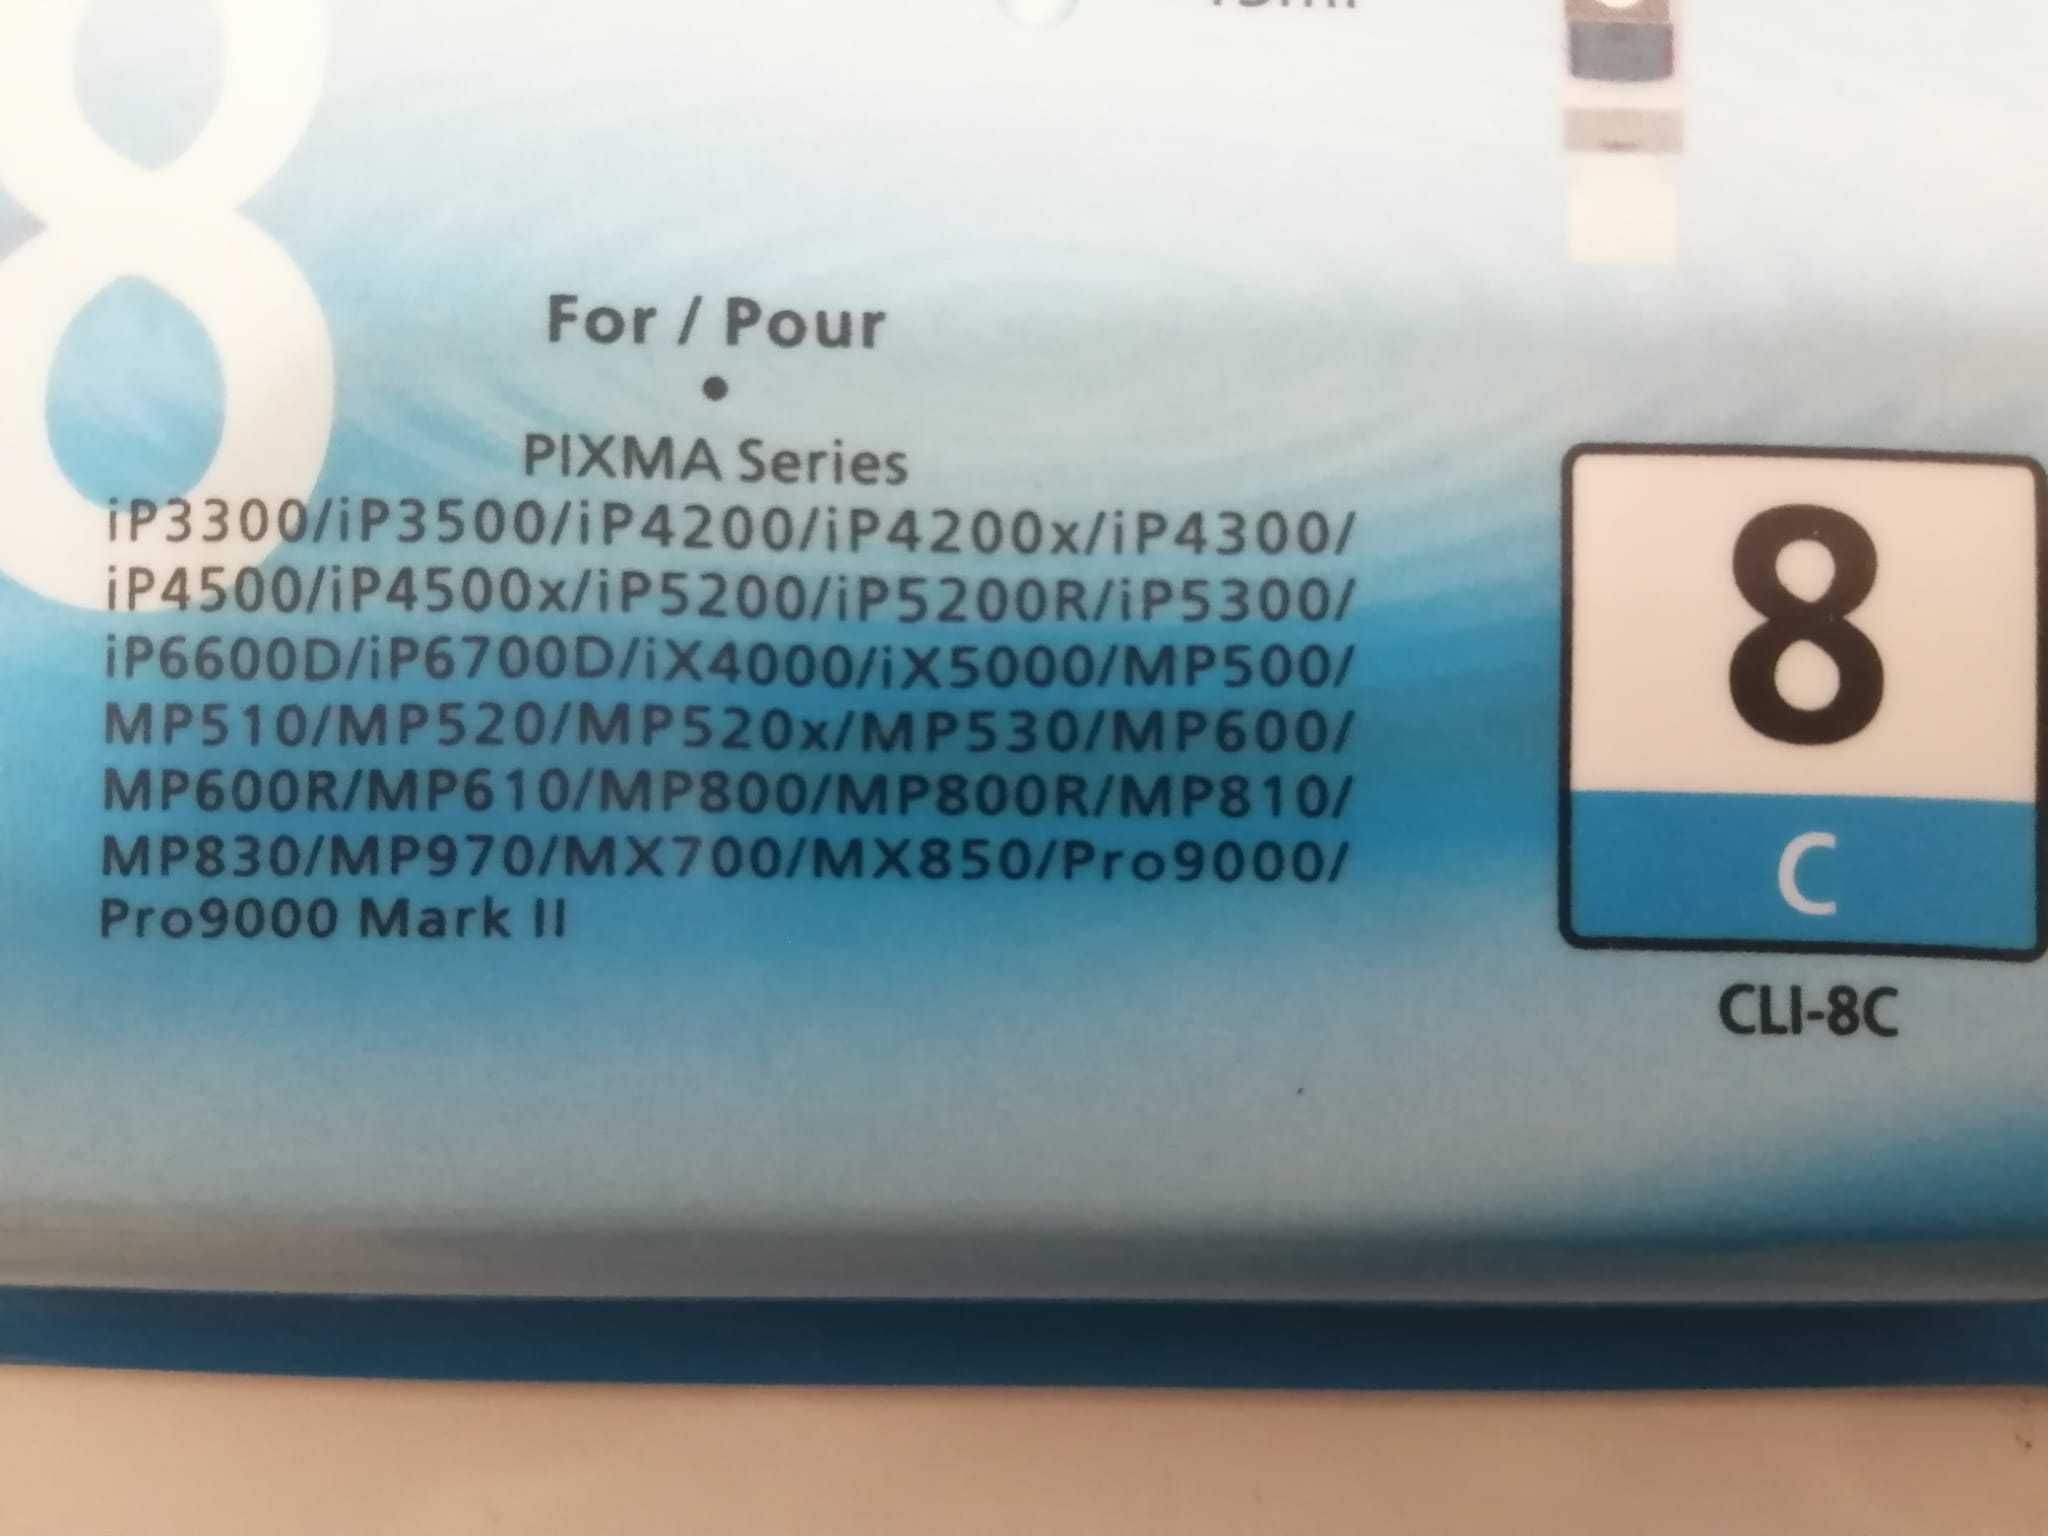 8
For / Pour
•
PIXMA Series
iP3300/iP3500/iP4200/iP4200x/iP4300/
iP4500/iP4500x/iP5200/iP5200R/iP5300/
iP6600D/iP6700D/iX4000/iX5000/MP500/
MP510/MP520/MP520x/MP530/MP600/
MP600R/MP610/MP800/MP800R/MP810/
MP830/MP970/MX700/MX850/Pro9000/
Pro9000 Mark II
8
C
CLI-8C